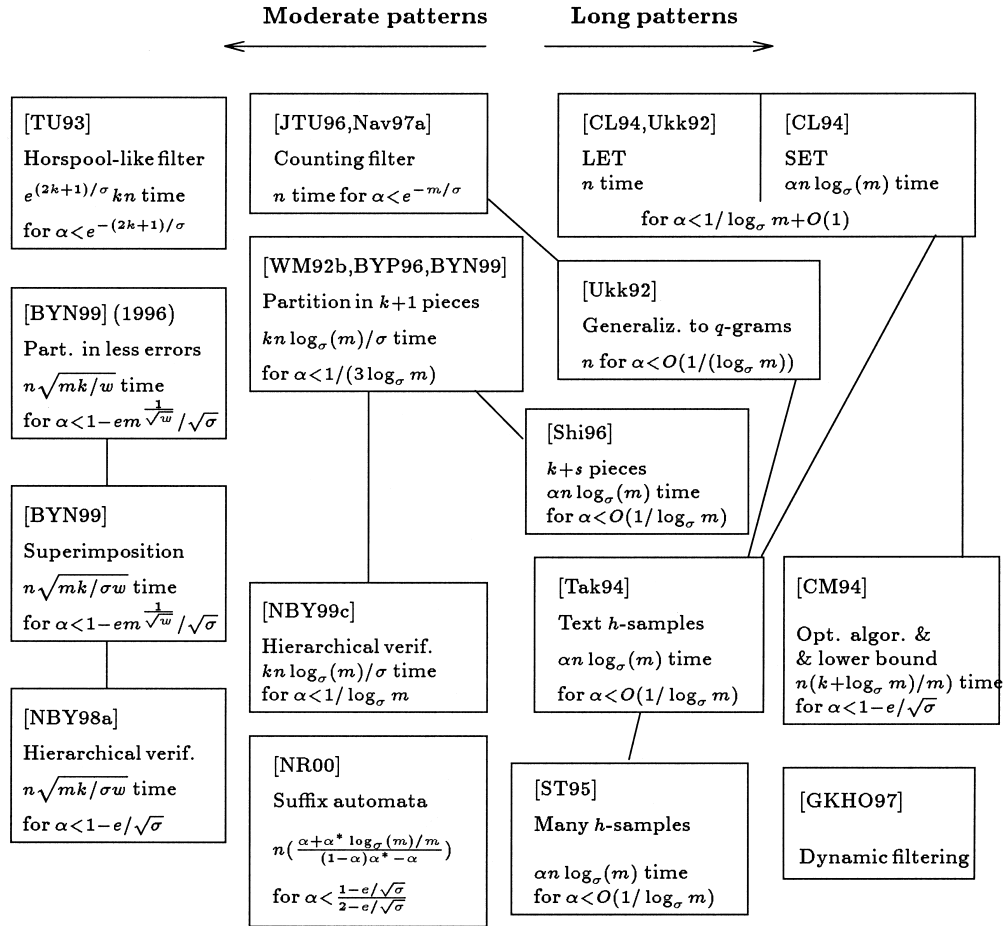 Moderate patterns
Long patterns
[TU93]
Horspool-like filter
e^{(2k+1)/σ} kn time
for α<e^{-(2k+1)/σ}
[BYN99] (1996)
Part. in less errors
n√(mk/w) time
for α<1-em^{1/√w}/√σ
[BYN99]
Superimposition
n√(mk/σw) time
for α<1-em^{1/√w}/√σ
[NBY98a]
Hierarchical verif.
n√(mk/σw) time
for α<1-e/√σ
[JTU96,Nav97a]
Counting filter
n time for α<e^{-m/σ}
[WM92b,BYP96,BYN99]
Partition in k+1 pieces
kn log_σ(m)/σ time
for α<1/(3 log_σ m)
[NBY99c]
Hierarchical verif.
kn log_σ(m)/σ time
for α<1/log_σ m
[NR00]
Suffix automata
n((α+α* log_σ(m)/m)/((1-α)α*-α))
for α<(1-e/√σ)/(2-e/√σ)
[CL94,Ukk92]
LET
n time
[CL94]
SET
αn log_σ(m) time
for α<1/log_σ m+O(1)
[Ukk92]
Generaliz. to q-grams
n for α<O(1/(log_σ m))
[Shi96]
k+s pieces
αn log_σ(m) time
for α<O(1/log_σ m)
[Tak94]
Text h-samples
αn log_σ(m) time
for α<O(1/log_σ m)
[ST95]
Many h-samples
αn log_σ(m) time
for α<O(1/log_σ m)
[CM94]
Opt. algor. &
& lower bound
n(k+log_σ m)/m) time
for α<1-e/√σ
[GKHO97]
Dynamic filtering